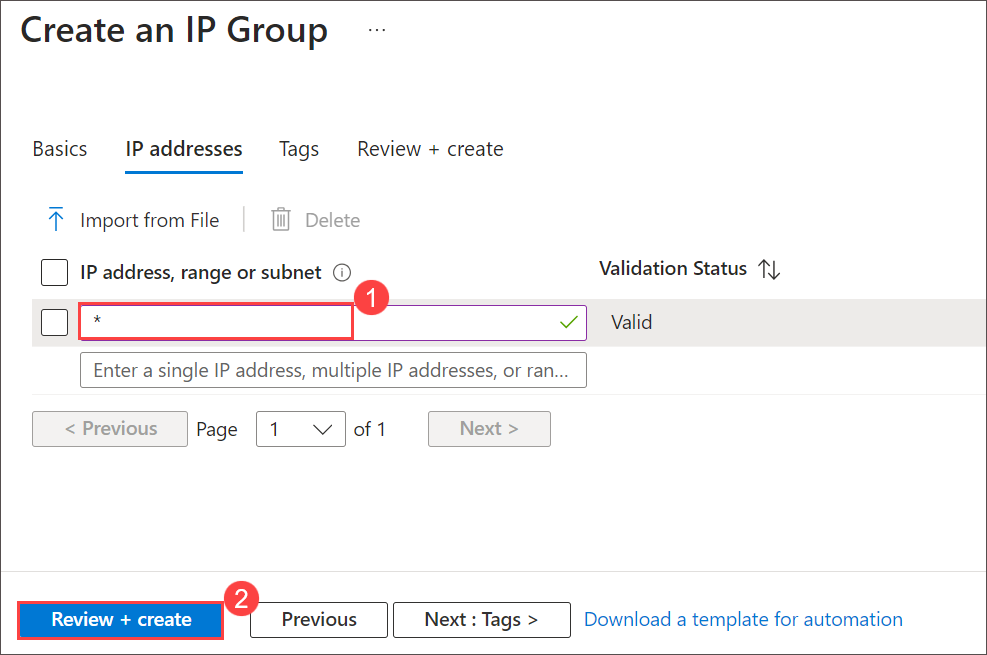 Create an IP Group ...
Basics IP addresses Tags Review + create
Import from File Delete
IP address, range or subnet Validation Status
1
* Valid
Enter a single IP address, multiple IP addresses, or ran...
< Previous Page 1 of 1 Next >
2
Review + create Previous Next : Tags > Download a template for automation